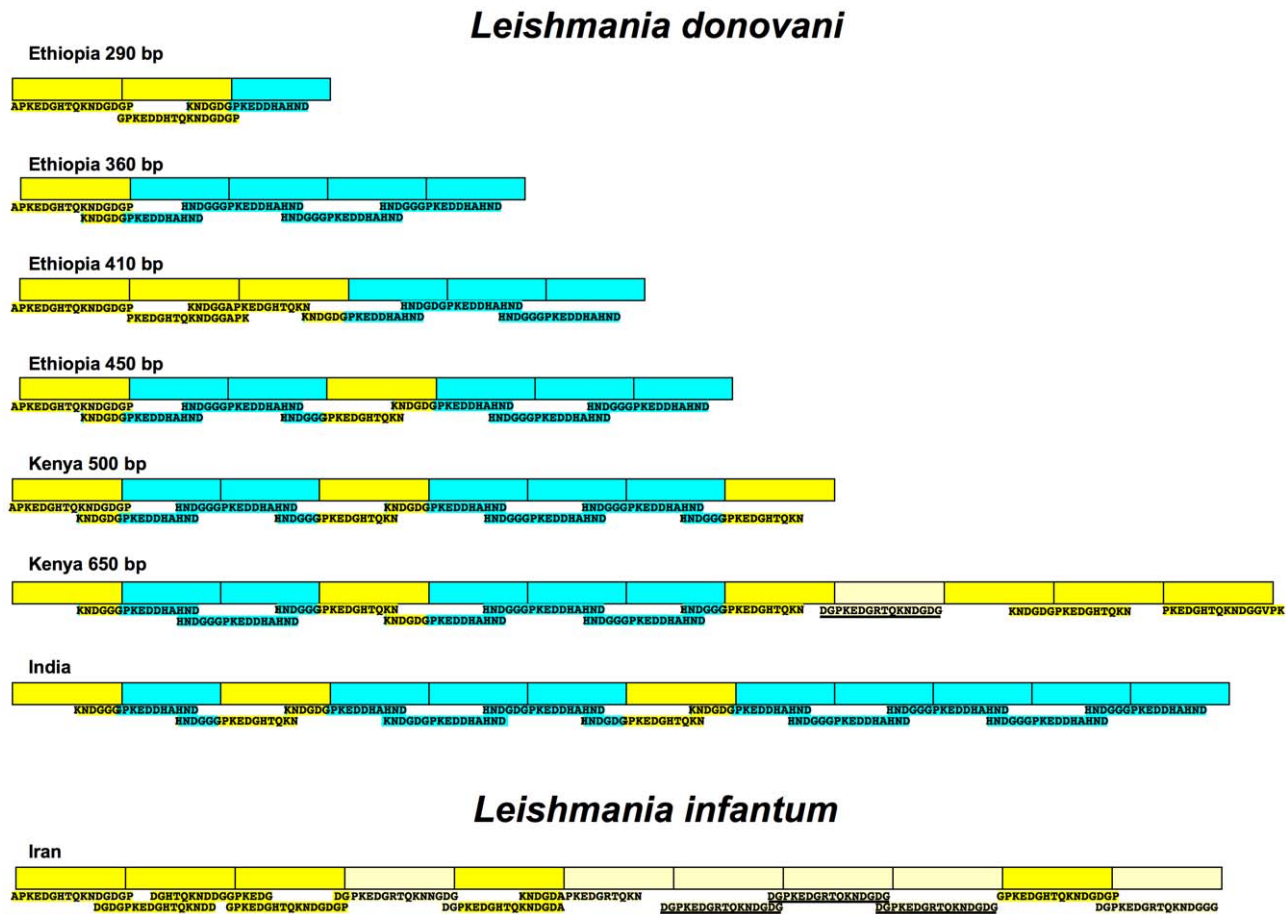 Leishmania donovani
Ethiopia 290 bp
APKEDGHTQKNDGDGP KNDGDGPKEDDHAHND
GPKEDDHTQKNDGDGP
Ethiopia 360 bp
APKEDGHTQKNDGDGP HNDGGGPKEDDHAHND HNDGGGPKEDDHAHND
KNDGDGPKEDDHAHND HNDGGGPKEDDHAHND
Ethiopia 410 bp
APKEDGHTQKNDGDGP KNDGGAPKEDGHTQKN HNDGDGPKEDDHAHND
PKEDGHTQKNDGGAPK KNDGDGPKEDDHAHND HNDGGGPKEDDHAHND
Ethiopia 450 bp
APKEDGHTQKNDGDGP HNDGGGPKEDDHAHND KNDGDGPKEDDHAHND HNDGGGPKEDDHAHND
KNDGDGPKEDDHAHND HNDGGGPKEDGHTQKN HNDGGGPKEDDHAHND
Kenya 500 bp
APKEDGHTQKNDGDGP HNDGGGPKEDDHAHND KNDGDGPKEDDHAHND HNDGGGPKEDDHAHND
KNDGDGPKEDDHAHND HNDGGGPKEDGHTQKN HNDGGGPKEDDHAHND HNDGGGPKEDGHTQKN
Kenya 650 bp
KNDGGGPKEDDHAHND HNDGGGPKEDGHTQKN HNDGGGPKEDDHAHND HNDGGGPKEDGHTQKN DGPKEDGRTQKNDGDG KNDGDGPKEDGHTQKN PKEDGHTQKNDGGVPK
HNDGGGPKEDDHAHND KNDGDGPKEDDHAHND HNDGGGPKEDDHAHND
India
KNDGGGPKEDDHAHND KNDGDGPKEDDHAHND HNDGDGPKEDDHAHND KNDGDGPKEDDHAHND HNDGGGPKEDDHAHND HNDGGGPKEDDHAHND
HNDGGGPKEDGHTQKN KNDGDGPKEDDHAHND HNDGDGPKEDGHTQKN HNDGGGPKEDDHAHND HNDGGGPKEDDHAHND
Leishmania infantum
Iran
APKEDGHTQKNDGDGP DGHTQKNDDGGPKEDG DGPKEDGRTQKNNGDG KNDGDAPKEDGRTQKN DGPKEDGRTQKNDGDG GPKEDGHTQKNDGDGP
DGDGPKEDGHTQKNDD GPKEDGHTQKNDGDGP DGPKEDGHTQKNDGDA DGPKEDGRTQKNDGDG DGPKEDGRTQKNDGDG DGPKEDGRTQKNDGGG